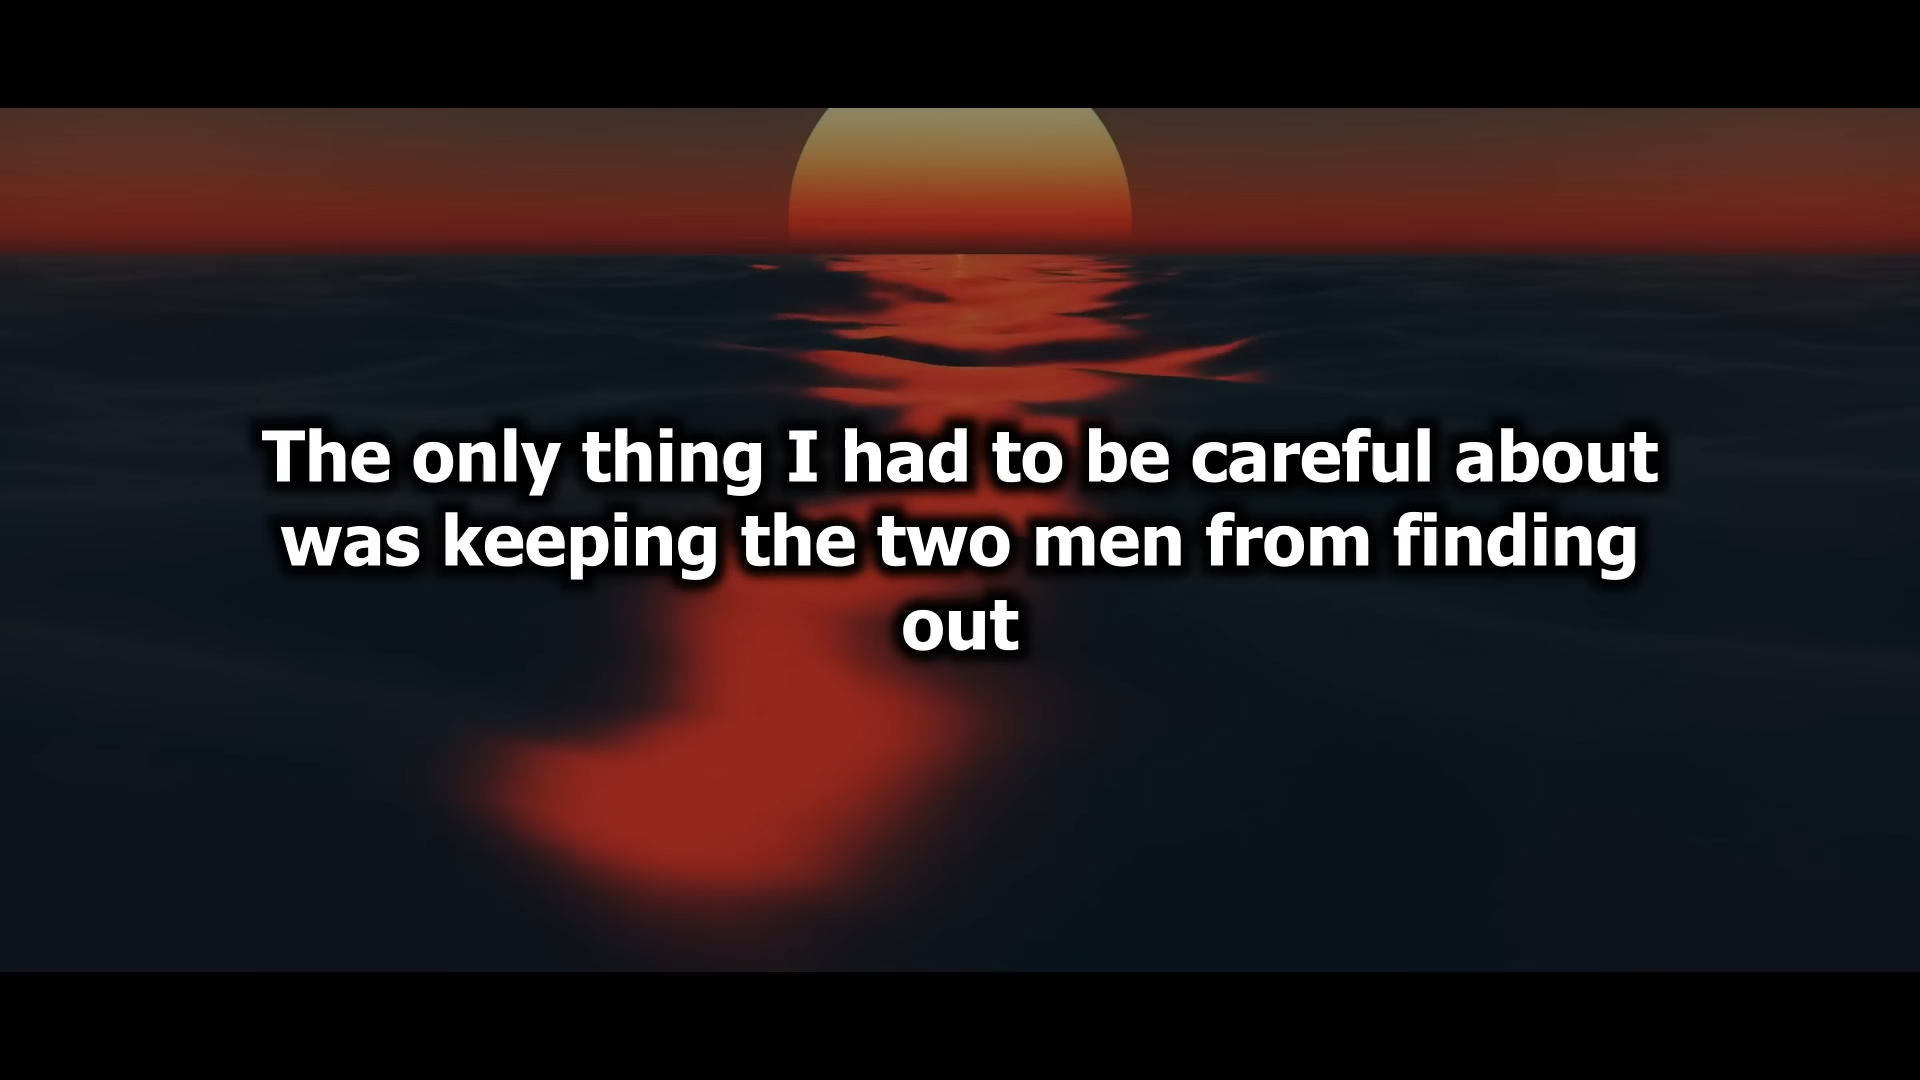 The only thing I had to be careful about
was keeping the two men from finding
out